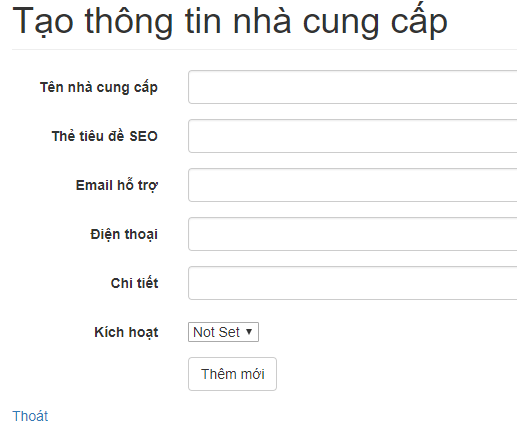 Tạo thông tin nhà cung cấp
Tên nhà cung cấp
Thẻ tiêu đề SEO
Email hỗ trợ
Điện thoại
Chi tiết
Kích hoạt Not Set
Thêm mới
Thoát